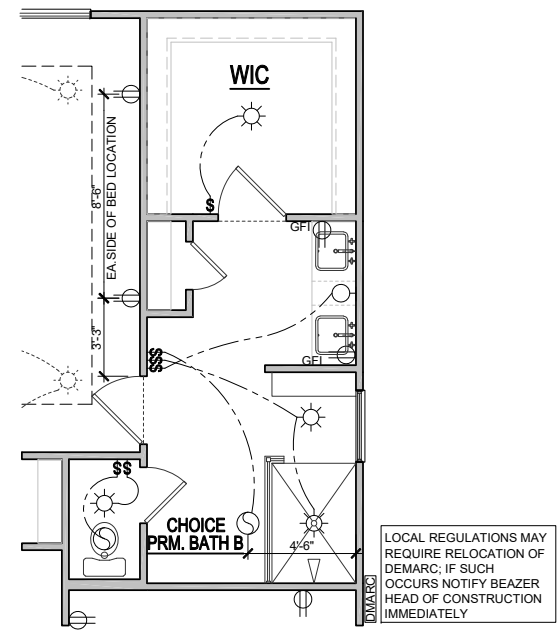 WIC
$
GFI
8'-6"
EA.SIDE OF BED LOCATION
3'-3"
$
$
$
GFI
$$
CHOICE
PRM. BATH B
4'-6"
DMARC
LOCAL REGULATIONS MAY
REQUIRE RELOCATION OF
DEMARC; IF SUCH
OCCURS NOTIFY BEAZER
HEAD OF CONSTRUCTION
IMMEDIATELY